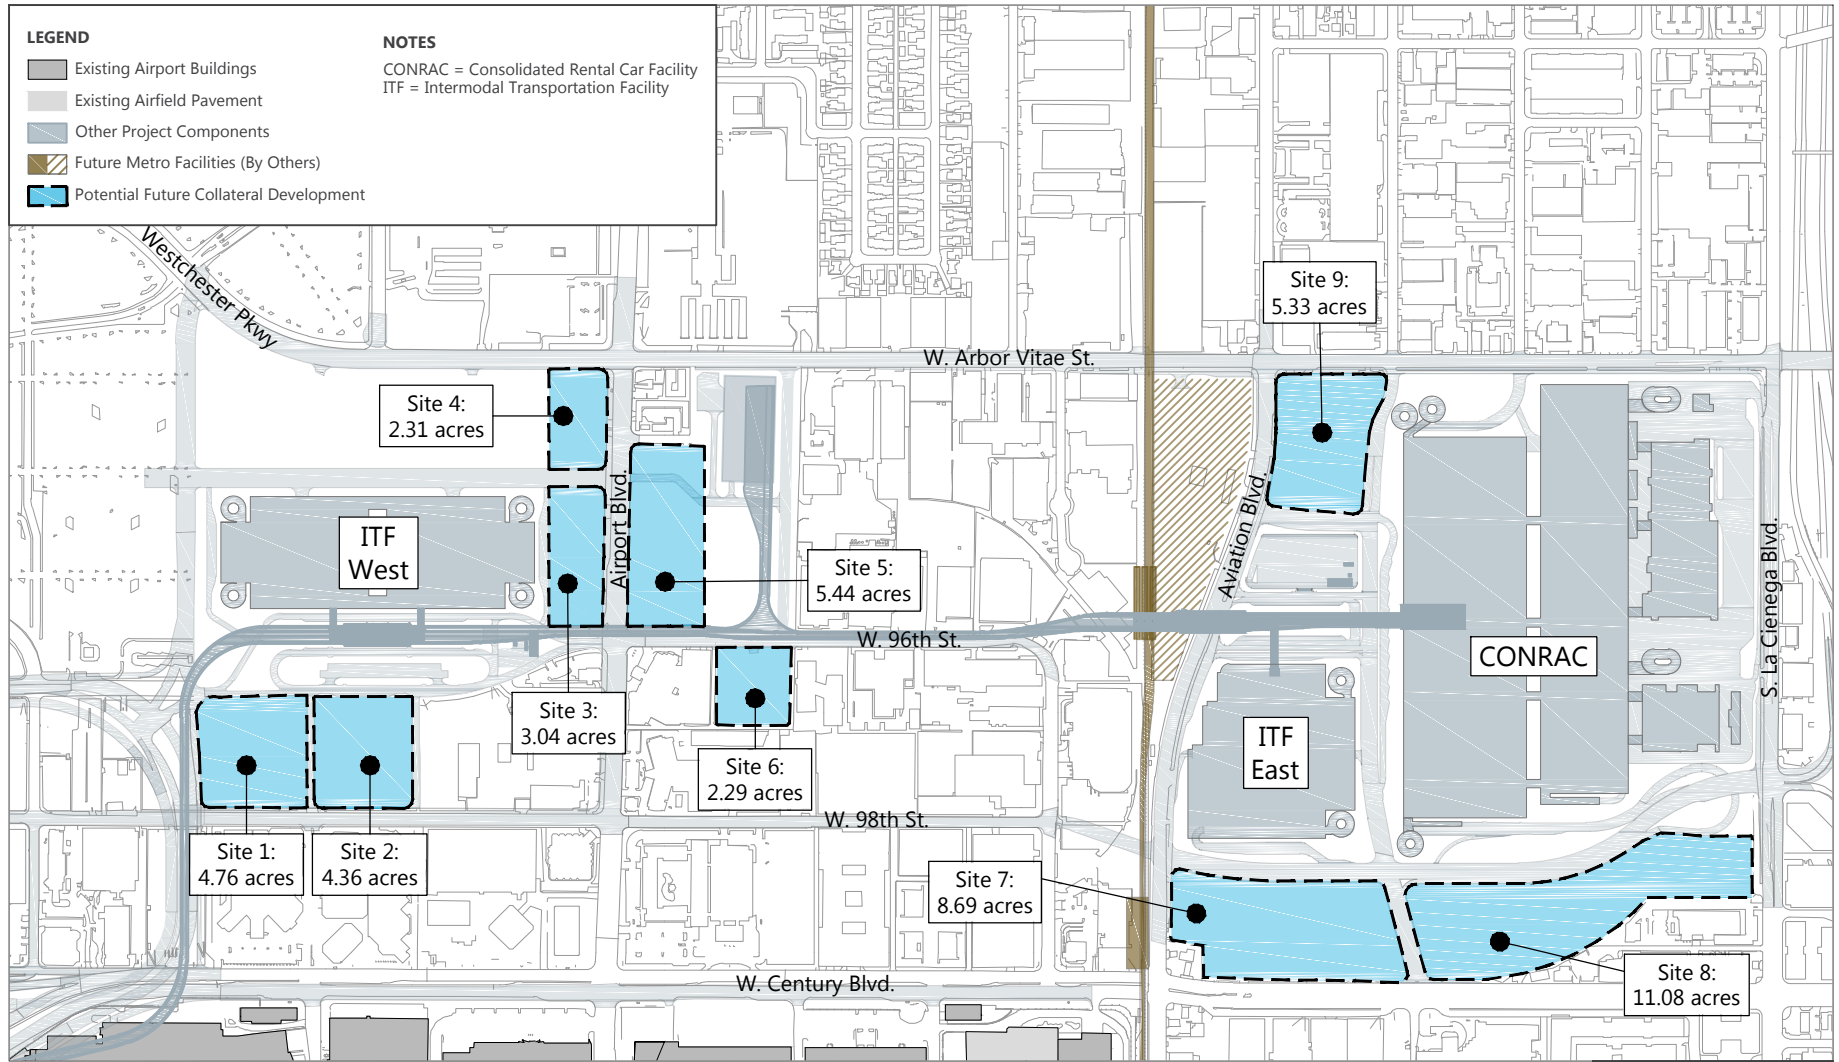 LEGEND
Existing Airport Buildings
Existing Airfield Pavement
Other Project Components
Future Metro Facilities (By Others)
Potential Future Collateral Development
NOTES
CONRAC = Consolidated Rental Car Facility
ITF = Intermodal Transportation Facility
Westchester Pkwy
W. Arbor Vitae St.
Site 9:
5.33 acres
Site 4:
2.31 acres
Airport Blvd.
Aviation Blvd.
S. La Cienega Blvd.
ITF
West
Site 5:
5.44 acres
W. 96th St.
CONRAC
Site 3:
3.04 acres
Site 6:
2.29 acres
ITF
East
W. 98th St.
Site 1:
4.76 acres
Site 2:
4.36 acres
Site 7:
8.69 acres
W. Century Blvd.
Site 8:
11.08 acres